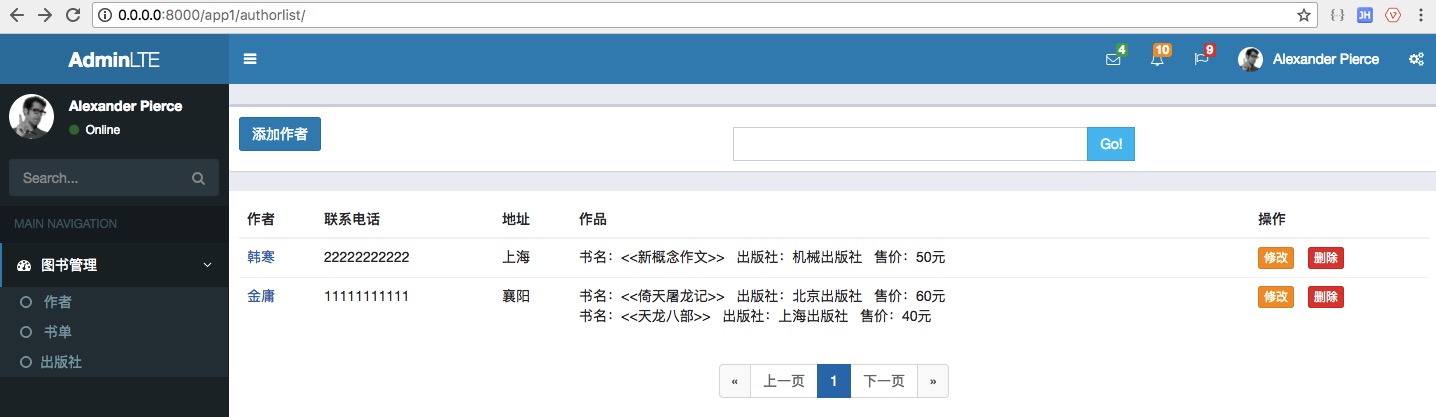 0.0.0.0:8000/app1/authorlist/
{··} JH
AdminLTE
4 10 9 Alexander Pierce
Alexander Pierce
Online
Search...
MAIN NAVIGATION
图书管理
作者
书单
出版社
添加作者 Go!
作者 联系电话 地址 作品 操作
韩寒 22222222222 上海 书名：<<新概念作文>> 出版社：机械出版社 售价：50元 修改 删除
金庸 11111111111 襄阳 书名：<<倚天屠龙记>> 出版社：北京出版社 售价：60元 修改 删除
书名：<<天龙八部>> 出版社：上海出版社 售价：40元
« 上一页 1 下一页 »